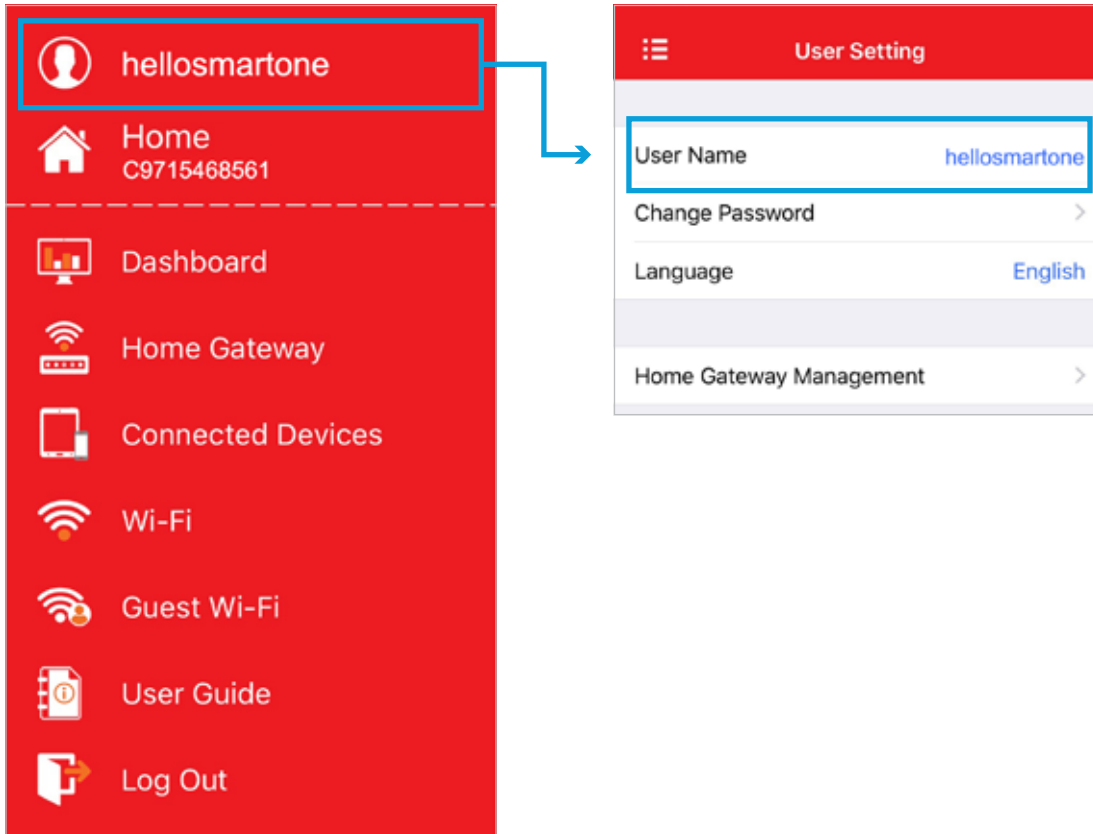 hellosmartone
Home
C9715468561
Dashboard
Home Gateway
Connected Devices
Wi-Fi
Guest Wi-Fi
User Guide
Log Out
User Setting
User Name hellosmartone
Change Password
Language English
Home Gateway Management